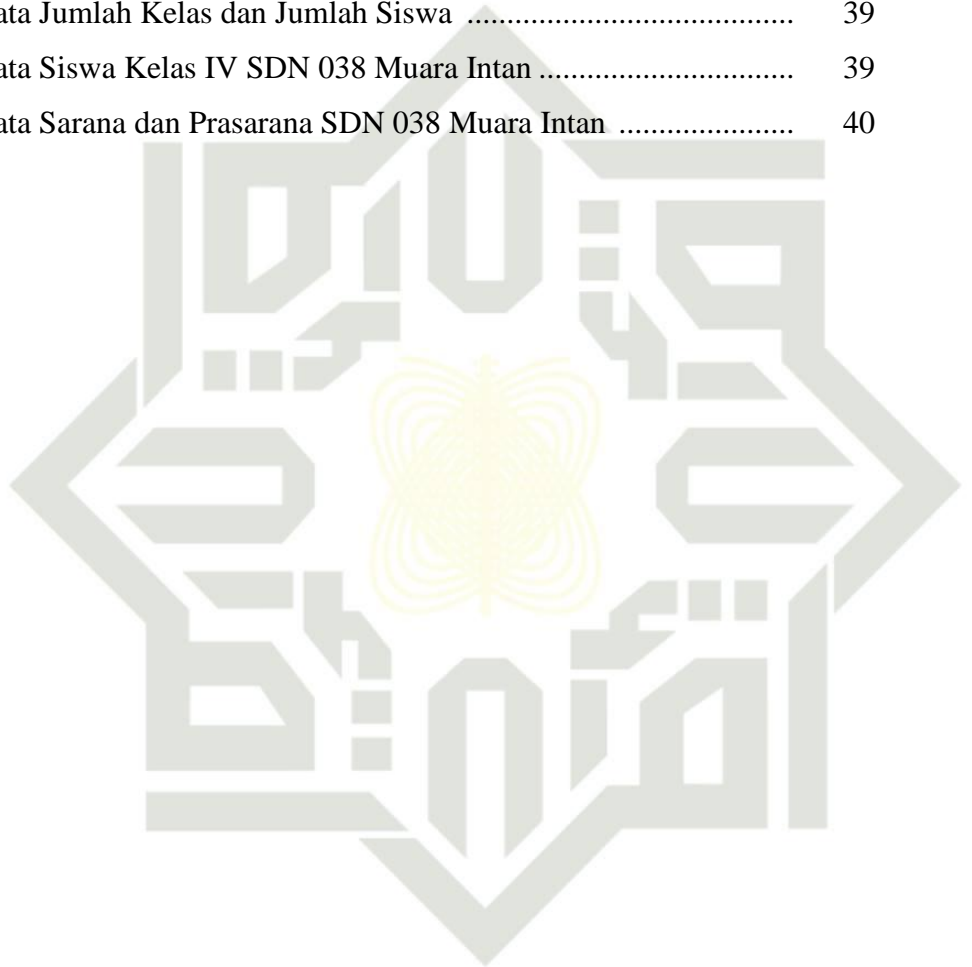 ata Jumlah Kelas dan Jumlah Siswa ........................................ 39
ata Siswa Kelas IV SDN 038 Muara Intan ............................... 39
ata Sarana dan Prasarana SDN 038 Muara Intan ..................... 40